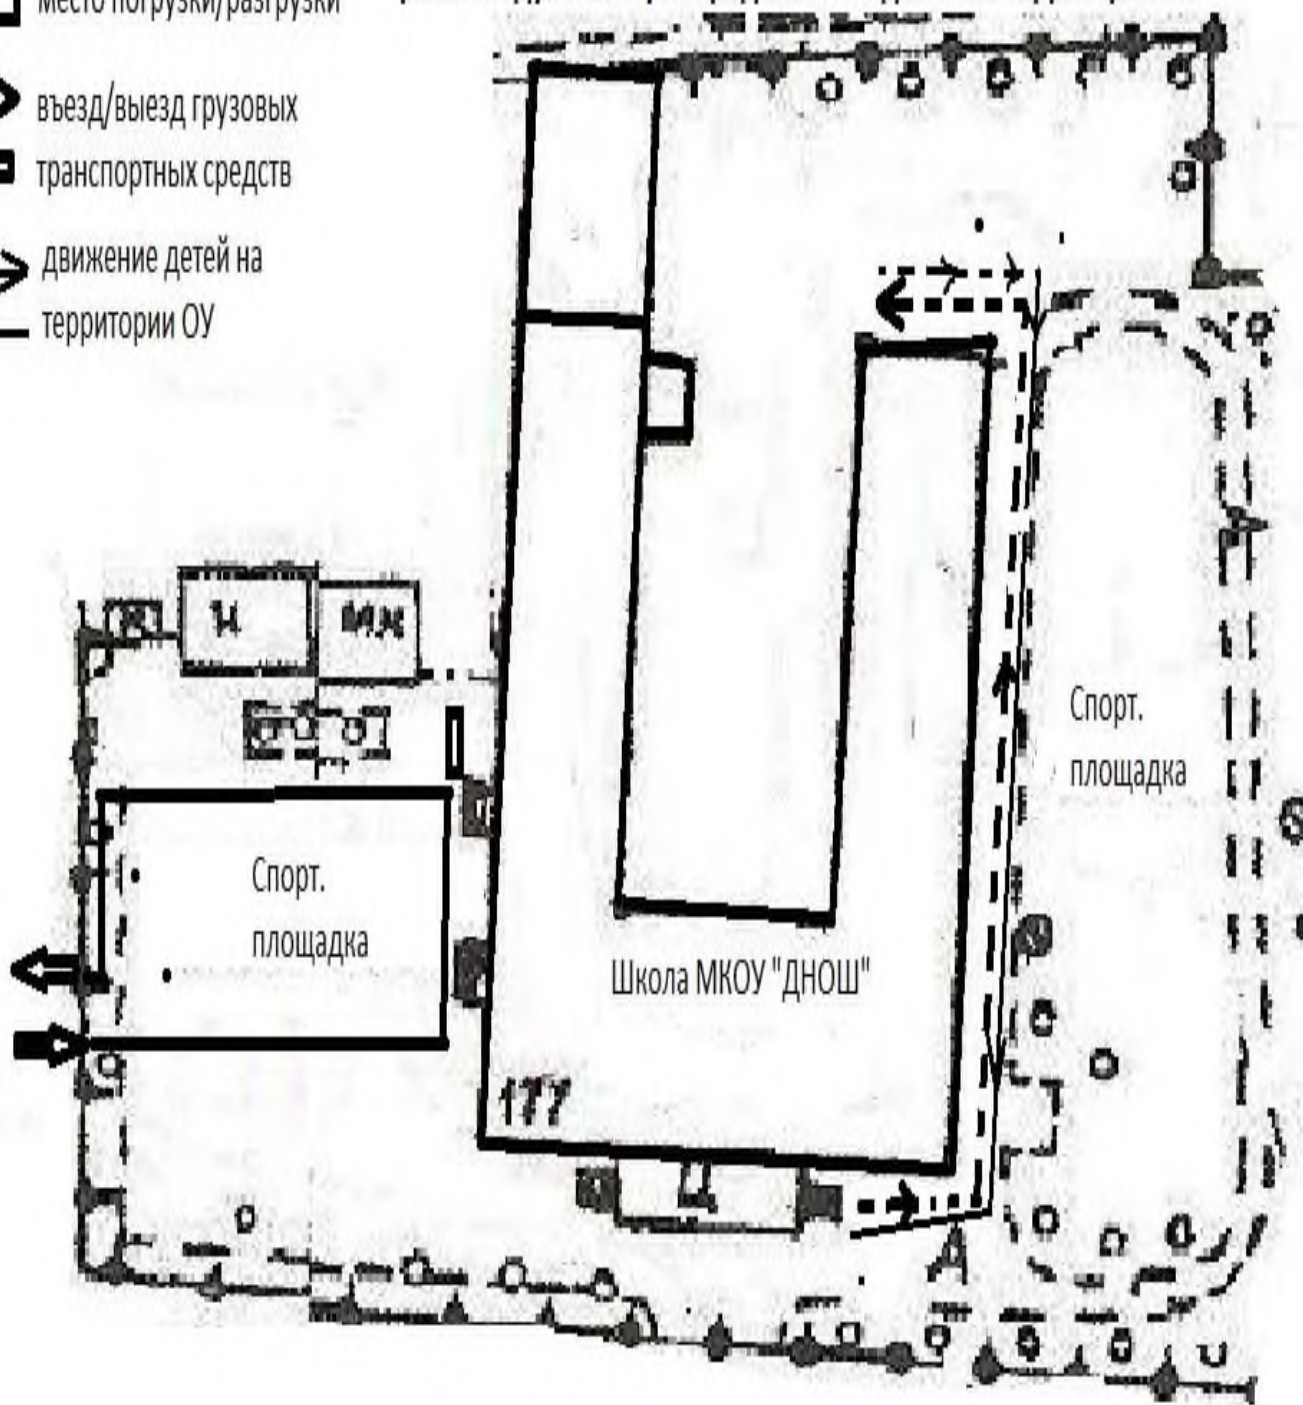 место погрузки/разгрузки
въезд/выезд грузовых
транспортных средств
движение детей на
территории ОУ
Н
МЖ
Спорт.
площадка
Спорт.
площадка
Школа МКОУ "ДНОШ"
177
А